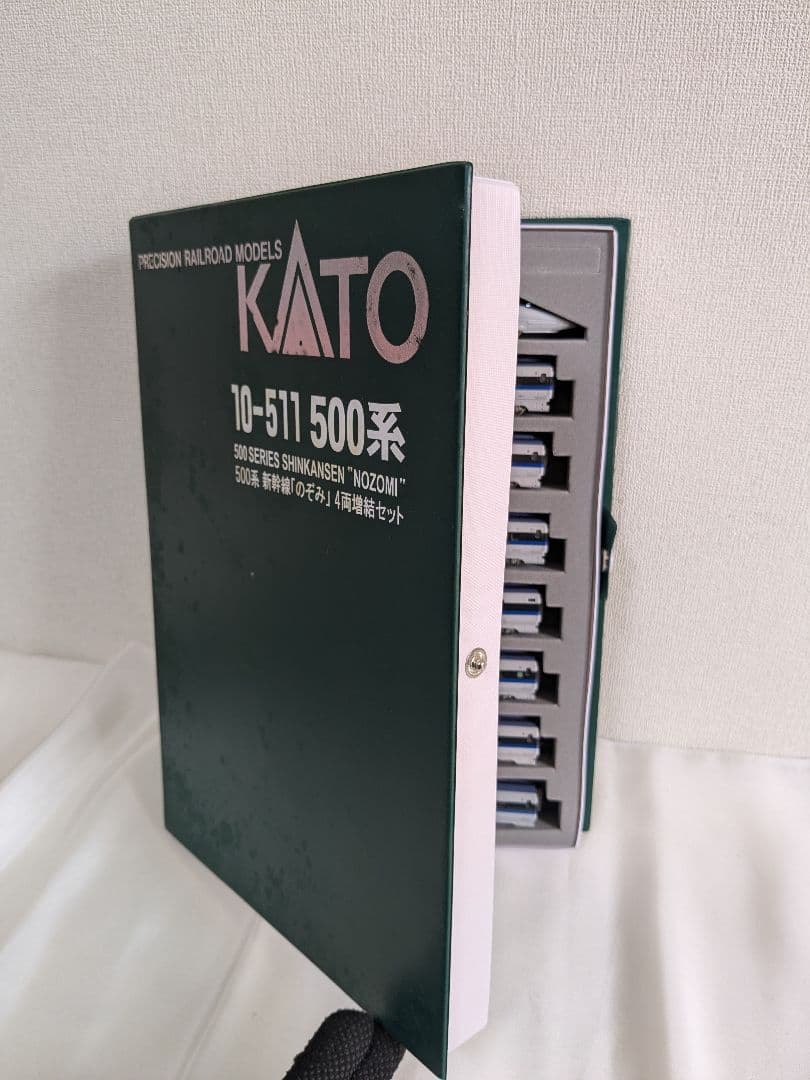 PRECISION RAILROAD MODELS
KATO
10-511 500系
500 SERIES SHINKANSEN "NOZOMI"
500系 新幹線「のぞみ」 4両増結セット